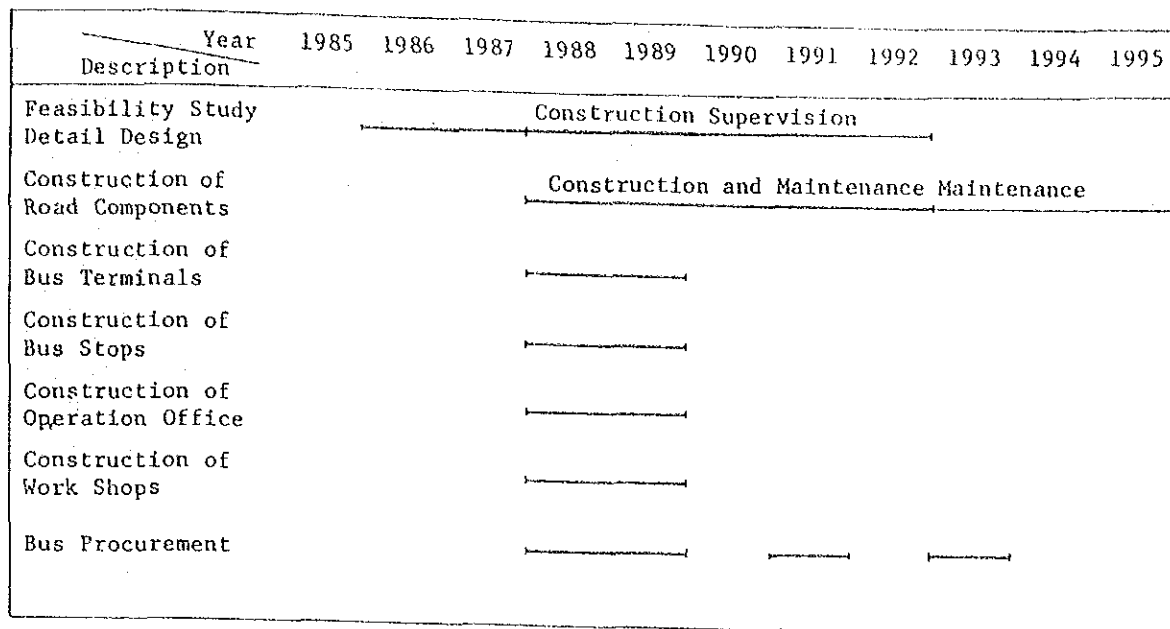 Year 1985 1986 1987 1988 1989 1990 1991 1992 1993 1994 1995
Description
Feasibility Study
Construction Supervision
Detail Design
Construction of
Construction and Maintenance Maintenance
Road Components
Construction of
Bus Terminals
Construction of
Bus Stops
Construction of
Operation Office
Construction of
Work Shops
Bus Procurement